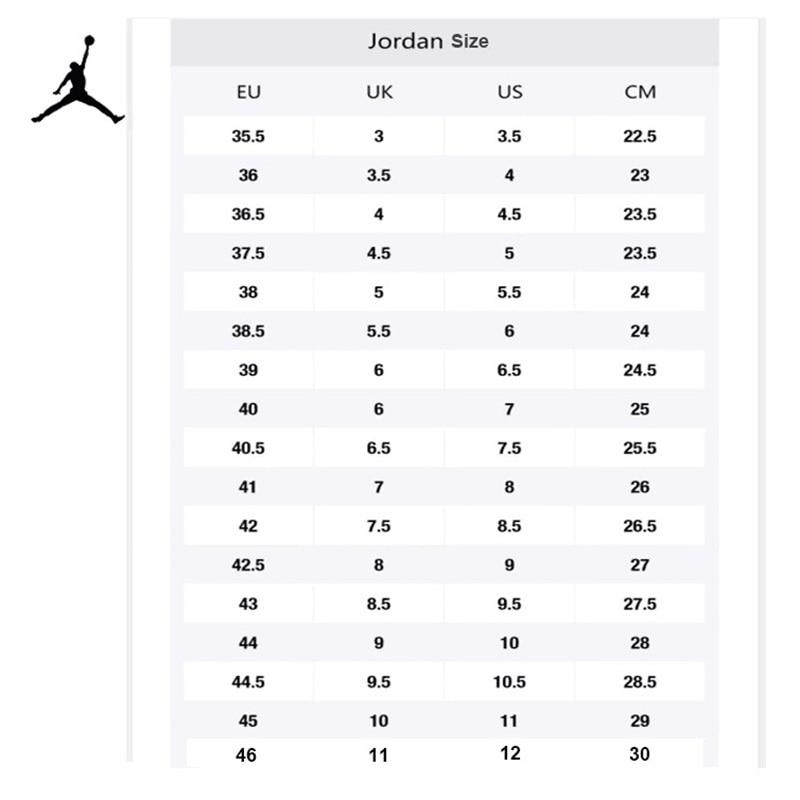 Jordan Size
EU UK US CM
35.5 3 3.5 22.5
36 3.5 4 23
36.5 4 4.5 23.5
37.5 4.5 5 23.5
38 5 5.5 24
38.5 5.5 6 24
39 6 6.5 24.5
40 6 7 25
40.5 6.5 7.5 25.5
41 7 8 26
42 7.5 8.5 26.5
42.5 8 9 27
43 8.5 9.5 27.5
44 9 10 28
44.5 9.5 10.5 28.5
45 10 11 29
46 11 12 30